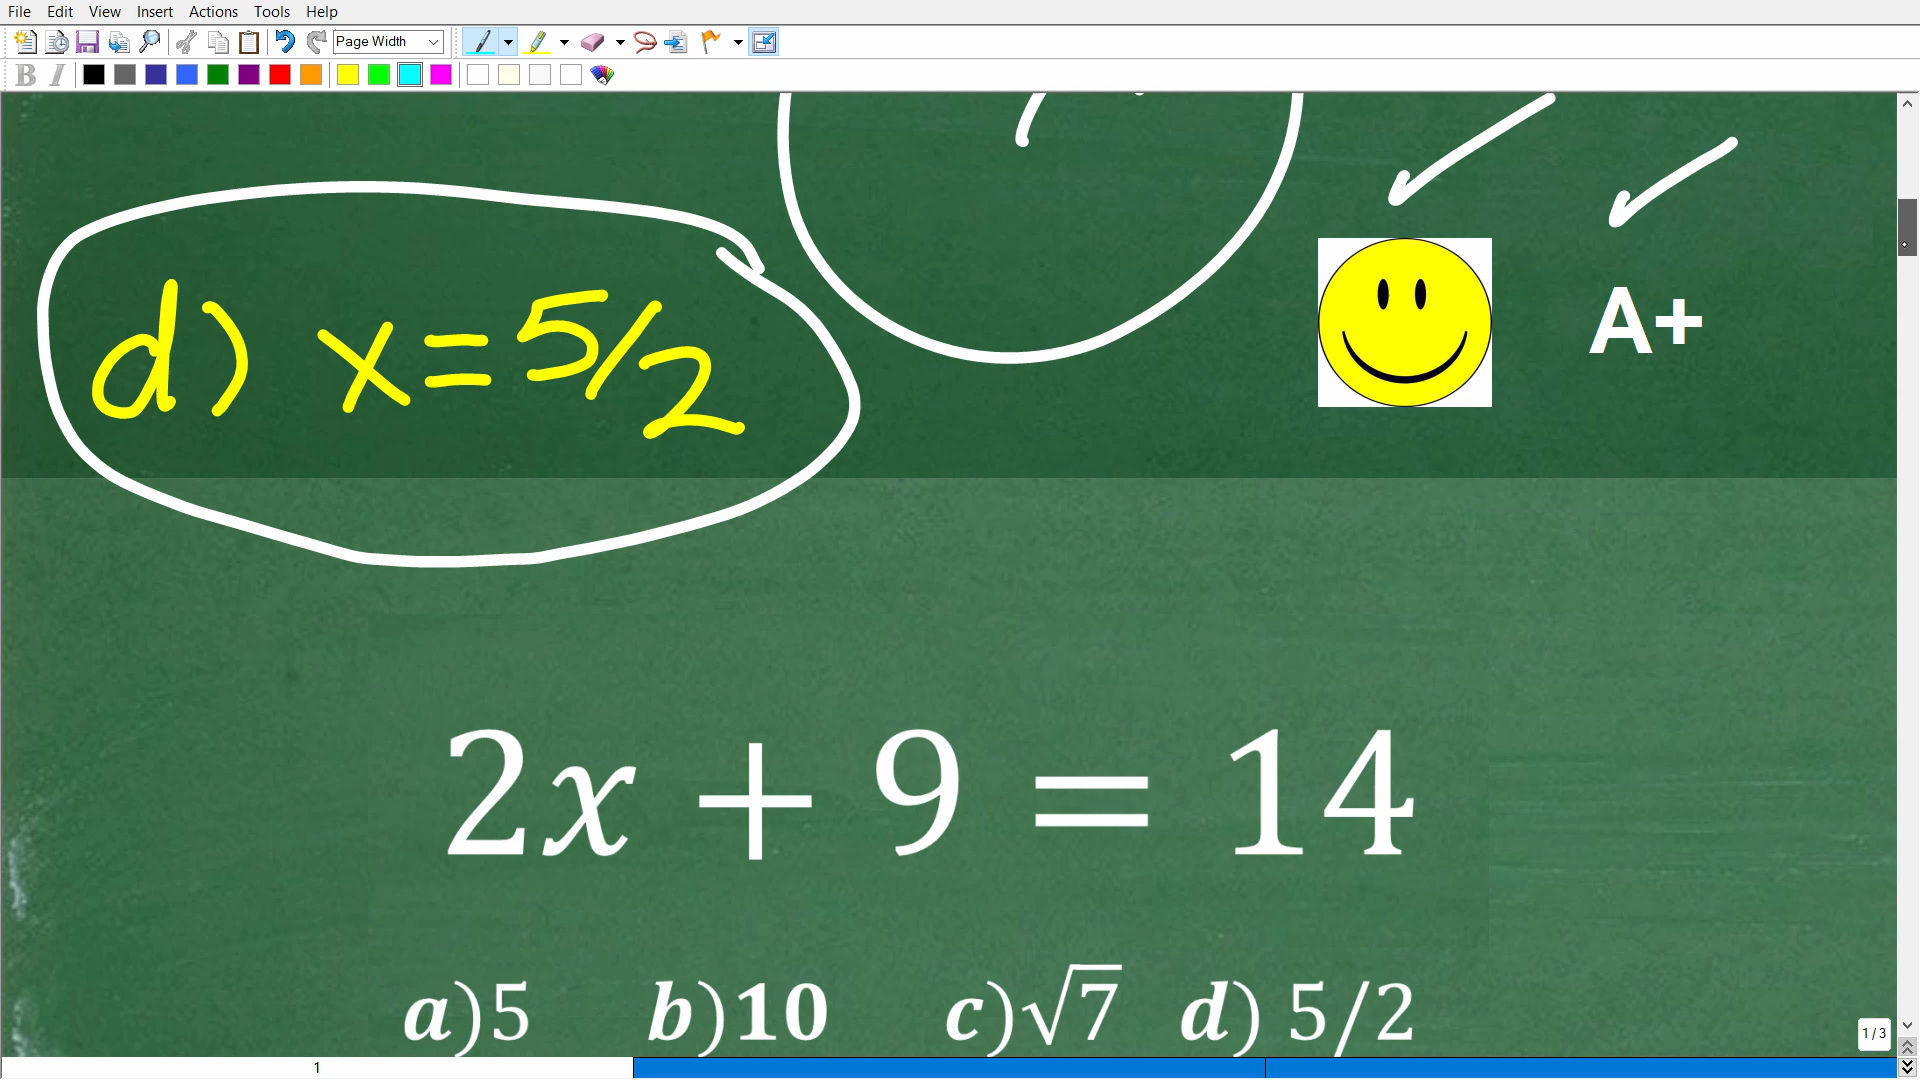 File Edit View Insert Actions Tools Help
Page Width
B I
d) x=5/2
A+
2x + 9 = 14
a)5 b)10 c)√7 d) 5/2
1 / 3
1